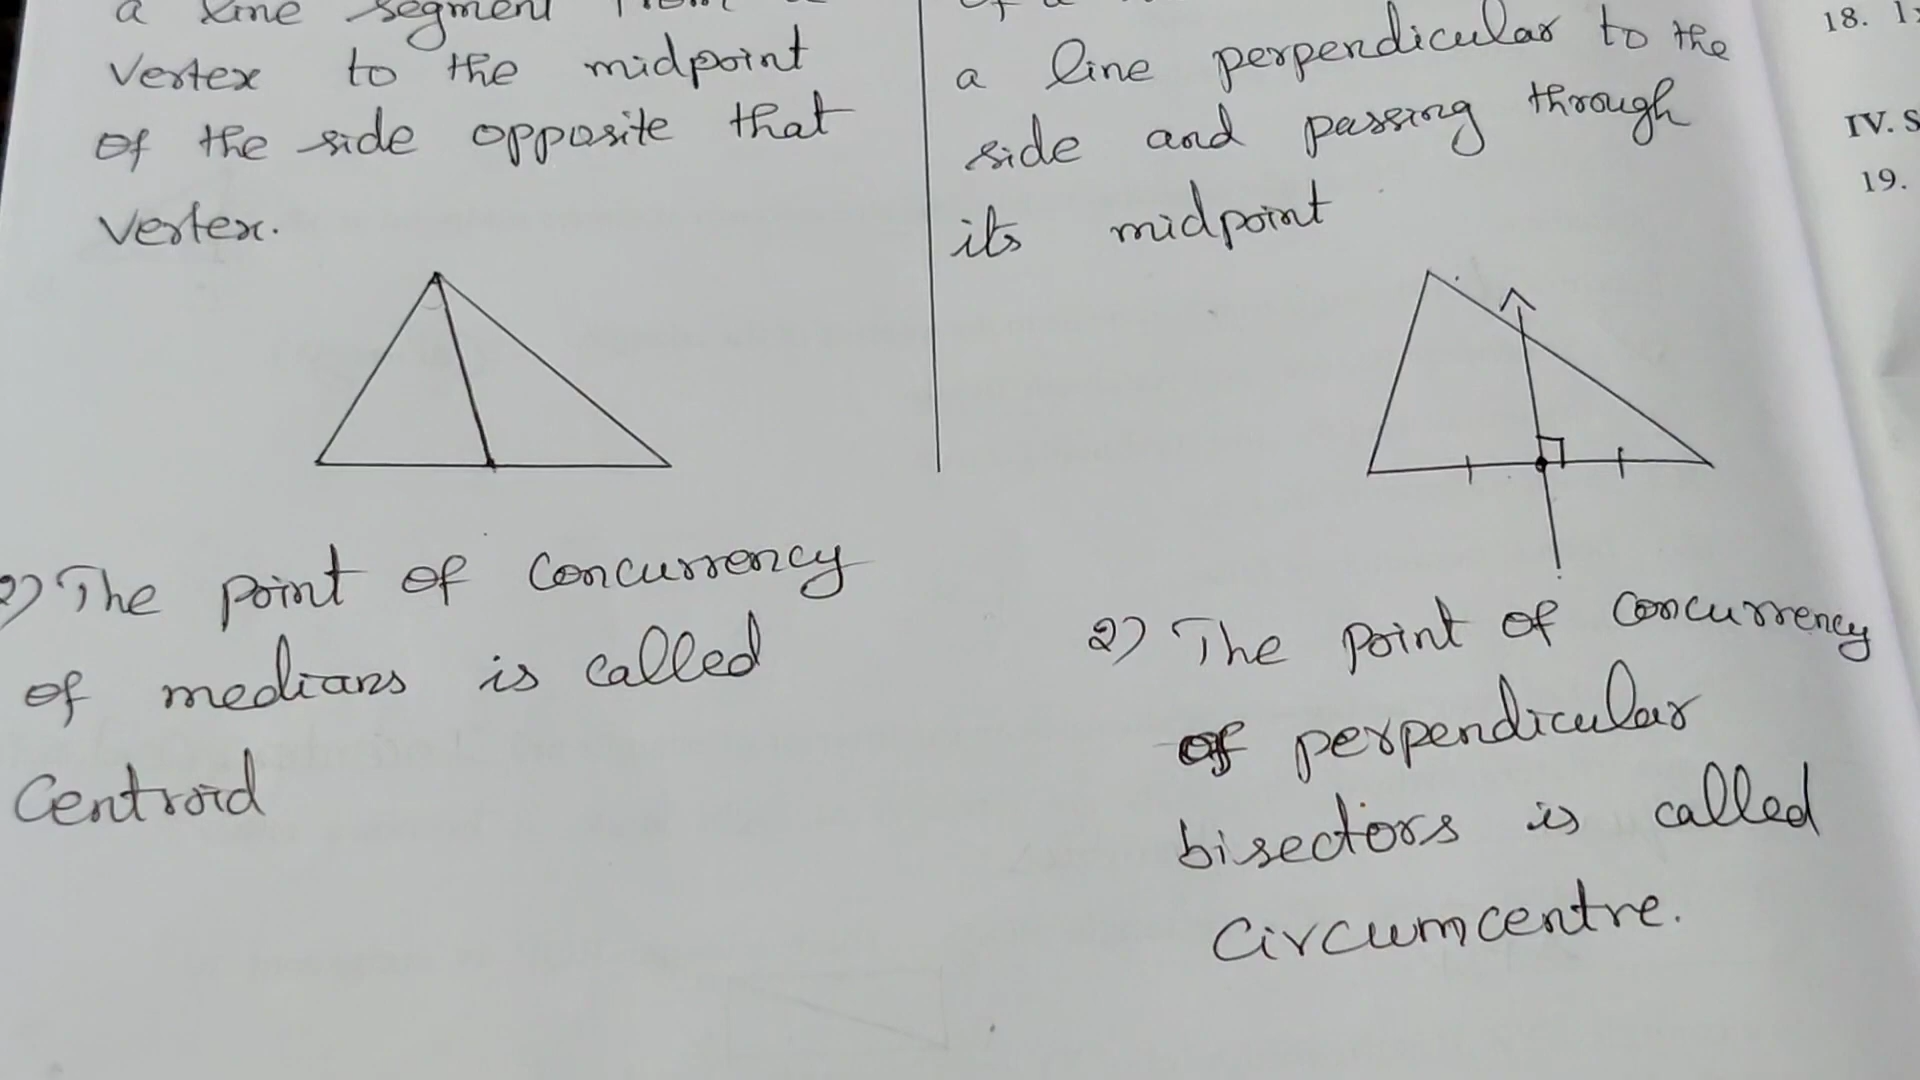 a line segment
vertex to the midpoint
of the side opposite that
vertex.
2) The point of concurrency
of medians is called
Centroid
a line perpendicular to the
side and passing through
its midpoint
2) The point of concurrency
of perpendicular
bisectors is called
Circumcentre.
18.
IV. S
19.